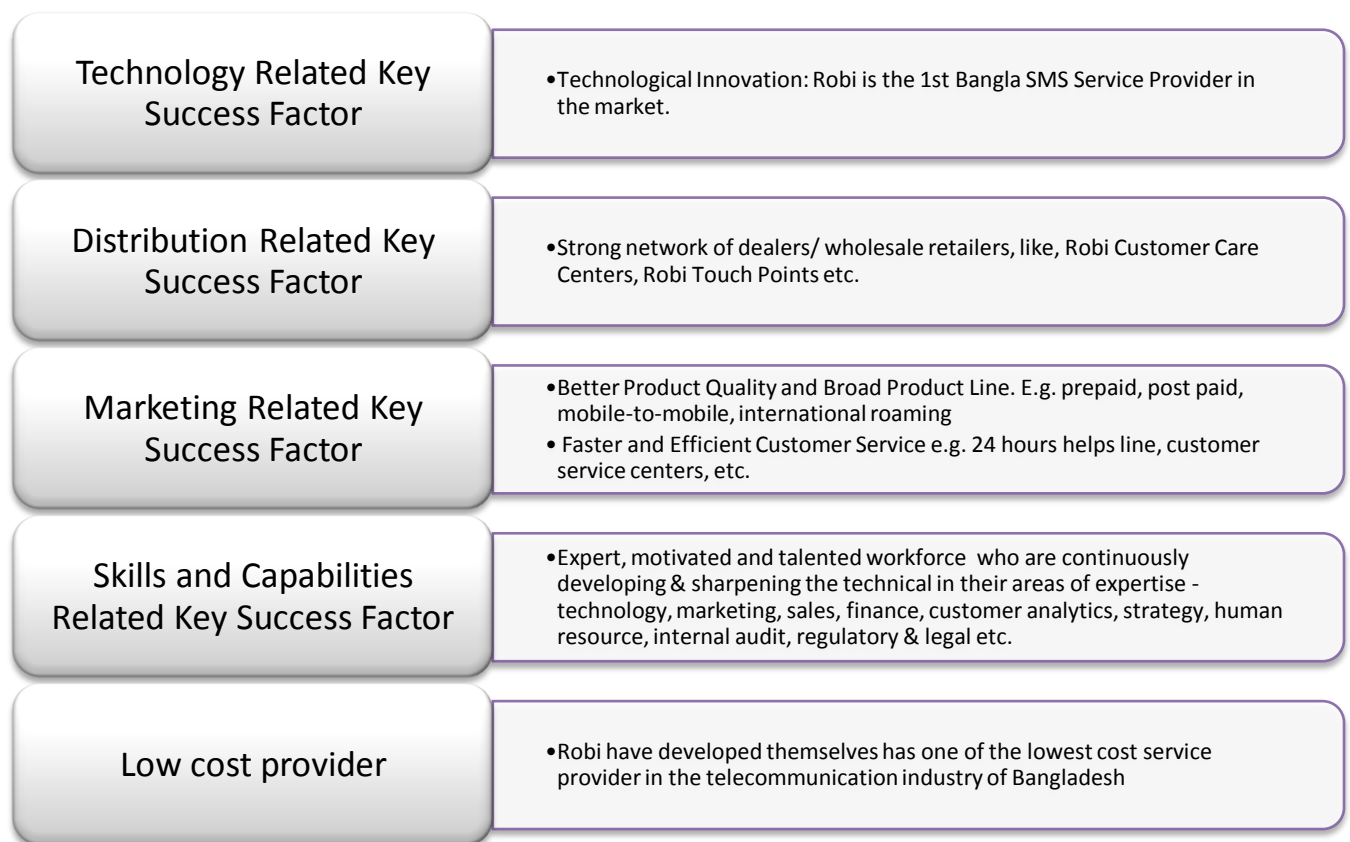 Technology Related Key
Success Factor
•Technological Innovation: Robi is the 1st Bangla SMS Service Provider in
the market.
Distribution Related Key
Success Factor
•Strong network of dealers/ wholesale retailers, like, Robi Customer Care
Centers, Robi Touch Points etc.
Marketing Related Key
Success Factor
•Better Product Quality and Broad Product Line. E.g. prepaid, post paid,
mobile-to-mobile, international roaming
• Faster and Efficient Customer Service e.g. 24 hours helps line, customer
service centers, etc.
Skills and Capabilities
Related Key Success Factor
•Expert, motivated and talented workforce who are continuously
developing & sharpening the technical in their areas of expertise -
technology, marketing, sales, finance, customer analytics, strategy, human
resource, internal audit, regulatory & legal etc.
Low cost provider
•Robi have developed themselves has one of the lowest cost service
provider in the telecommunication industry of Bangladesh